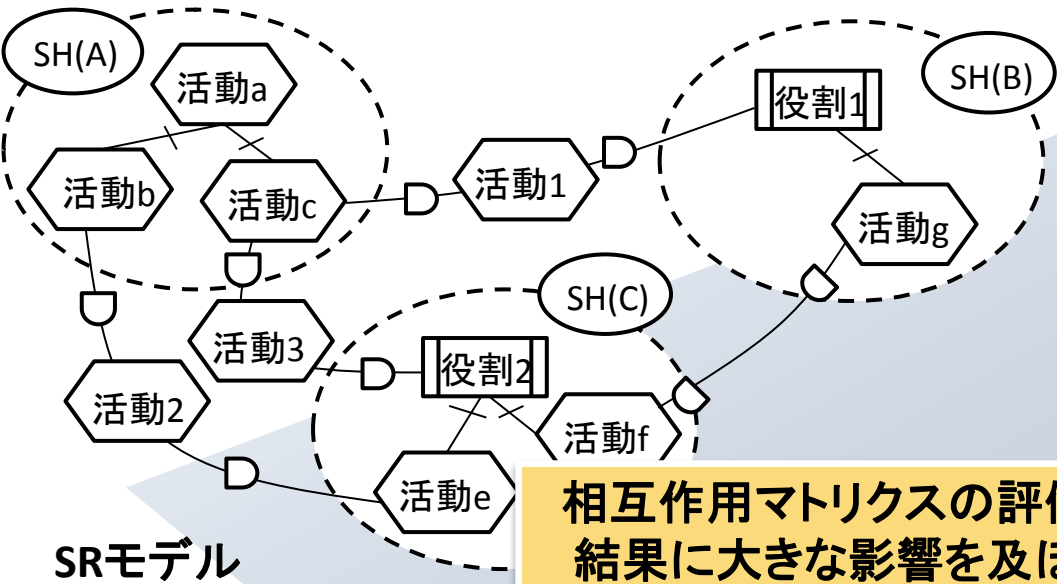 SH(A)
活動a
役割1
SH(B)
活動b
活動c
活動1
活動g
SH(C)
活動3
役割2
活動2
活動f
活動e
相互作用マトリクスの評
結果に大きな影響を及
SRモデル